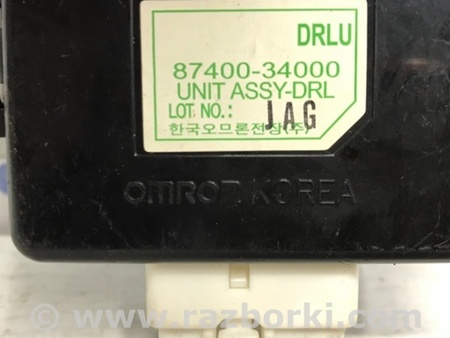 DRLU
87400-34000
UNIT ASSY-DRL
LOT NO.: JAG
한국오므론전장(주)
OMRON KOREA
© www.razborki.com